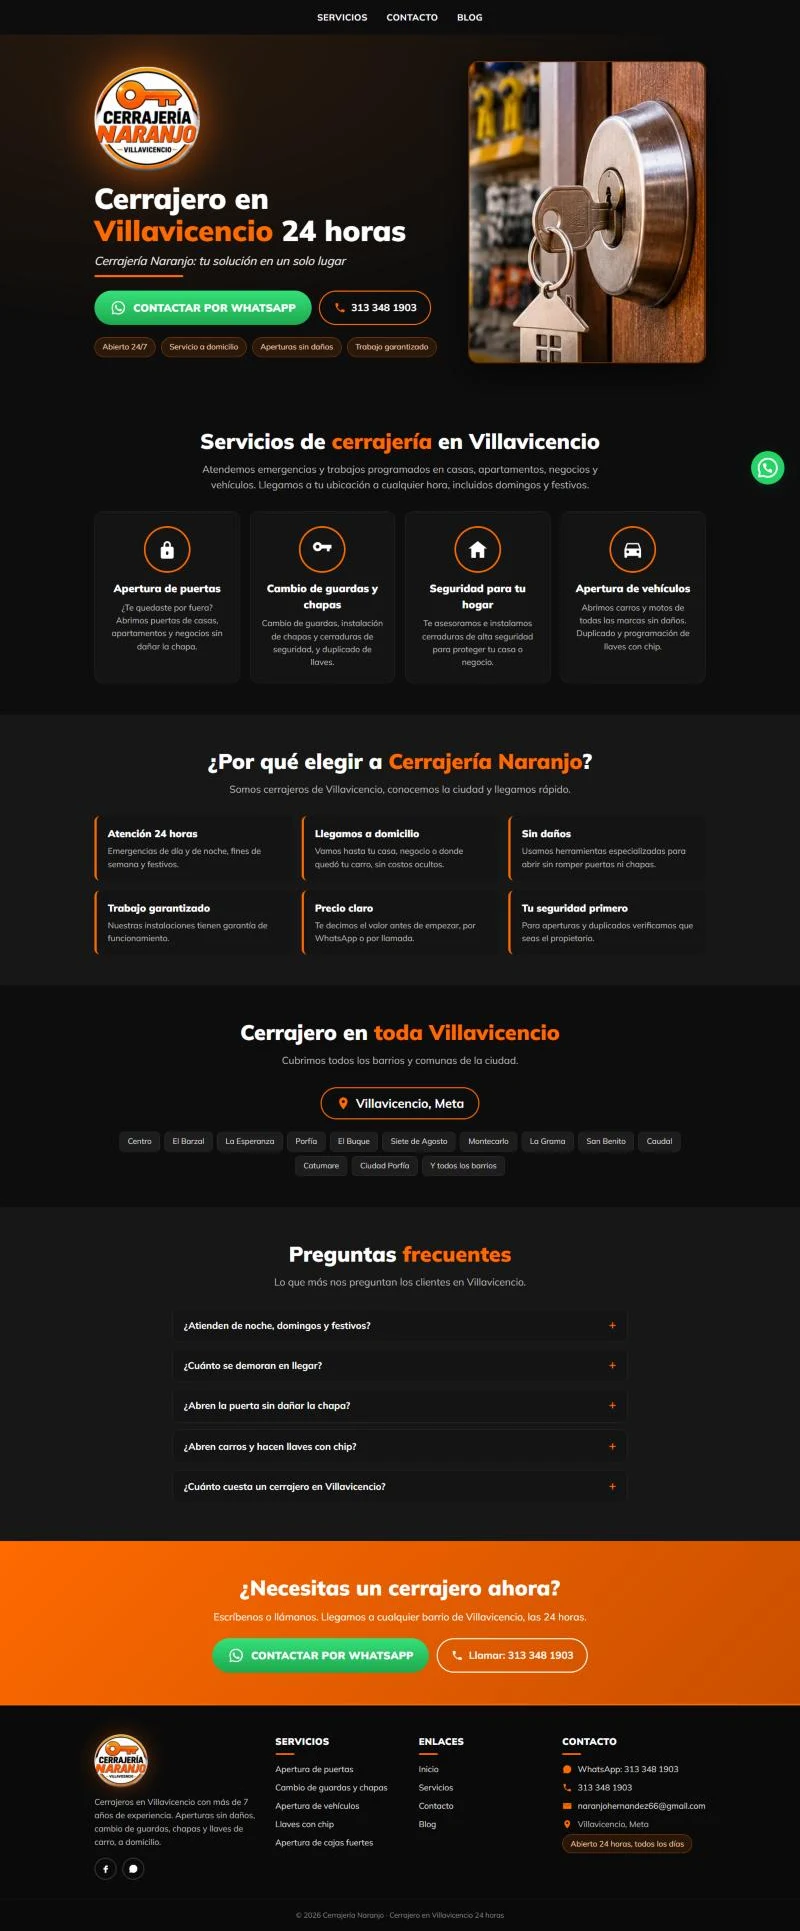 SERVICIOS CONTACTO BLOG
CERRAJERÍA
NARANJO
VILLAVICENCIO
Cerrajero en
Villavicencio 24 horas
Cerrajería Naranjo: tu solución en un solo lugar
CONTACTAR POR WHATSAPP 313 348 1903
Abierto 24/7 Servicio a domicilio Aperturas sin daños Trabajo garantizado
Servicios de cerrajería en Villavicencio
Atendemos emergencias y trabajos programados en casas, apartamentos, negocios y
vehículos. Llegamos a tu ubicación a cualquier hora, incluidos domingos y festivos.
Apertura de puertas
¿Te quedaste por fuera?
Abrimos puertas de casas,
apartamentos y negocios sin
dañar la chapa.
Cambio de guardas y
chapas
Cambio de guardas, instalación
de chapas y cerraduras de
seguridad, y duplicado de
llaves.
Seguridad para tu
hogar
Te asesoramos e instalamos
cerraduras de alta seguridad
para proteger tu casa o
negocio.
Apertura de vehículos
Abrimos carros y motos de
todas las marcas sin daños.
Duplicado y programación de
llaves con chip.
¿Por qué elegir a Cerrajería Naranjo?
Somos cerrajeros de Villavicencio, conocemos la ciudad y llegamos rápido.
Atención 24 horas
Emergencias de día y de noche, fines de
semana y festivos.
Llegamos a domicilio
Vamos hasta tu casa, negocio o donde
quedó tu carro, sin costos ocultos.
Sin daños
Usamos herramientas especializadas para
abrir sin romper puertas ni chapas.
Trabajo garantizado
Nuestras instalaciones tienen garantía de
funcionamiento.
Precio claro
Te decimos el valor antes de empezar, por
WhatsApp o por llamada.
Tu seguridad primero
Para aperturas y duplicados verificamos que
seas el propietario.
Cerrajero en toda Villavicencio
Cubrimos todos los barrios y comunas de la ciudad.
Villavicencio, Meta
Centro El Barzal La Esperanza Porfía El Buque Siete de Agosto Montecarlo La Grama San Benito Caudal
Catumare Ciudad Porfía Y todos los barrios
Preguntas frecuentes
Lo que más nos preguntan los clientes en Villavicencio.
¿Atienden de noche, domingos y festivos? +
¿Cuánto se demoran en llegar? +
¿Abren la puerta sin dañar la chapa? +
¿Abren carros y hacen llaves con chip? +
¿Cuánto cuesta un cerrajero en Villavicencio? +
¿Necesitas un cerrajero ahora?
Escríbenos o llámanos. Llegamos a cualquier barrio de Villavicencio, las 24 horas.
CONTACTAR POR WHATSAPP Llamar: 313 348 1903
CERRAJERÍA
NARANJO
VILLAVICENCIO
Cerrajeros en Villavicencio con más de 7
años de experiencia. Aperturas sin daños,
cambio de guardas, chapas y llaves de
carro, a domicilio.
SERVICIOS
Apertura de puertas
Cambio de guardas y chapas
Apertura de vehículos
Llaves con chip
Apertura de cajas fuertes
ENLACES
Inicio
Servicios
Contacto
Blog
CONTACTO
WhatsApp: 313 348 1903
313 348 1903
naranjohernandez66@gmail.com
Villavicencio, Meta
Abierto 24 horas, todos los días
© 2026 Cerrajería Naranjo · Cerrajero en Villavicencio 24 horas